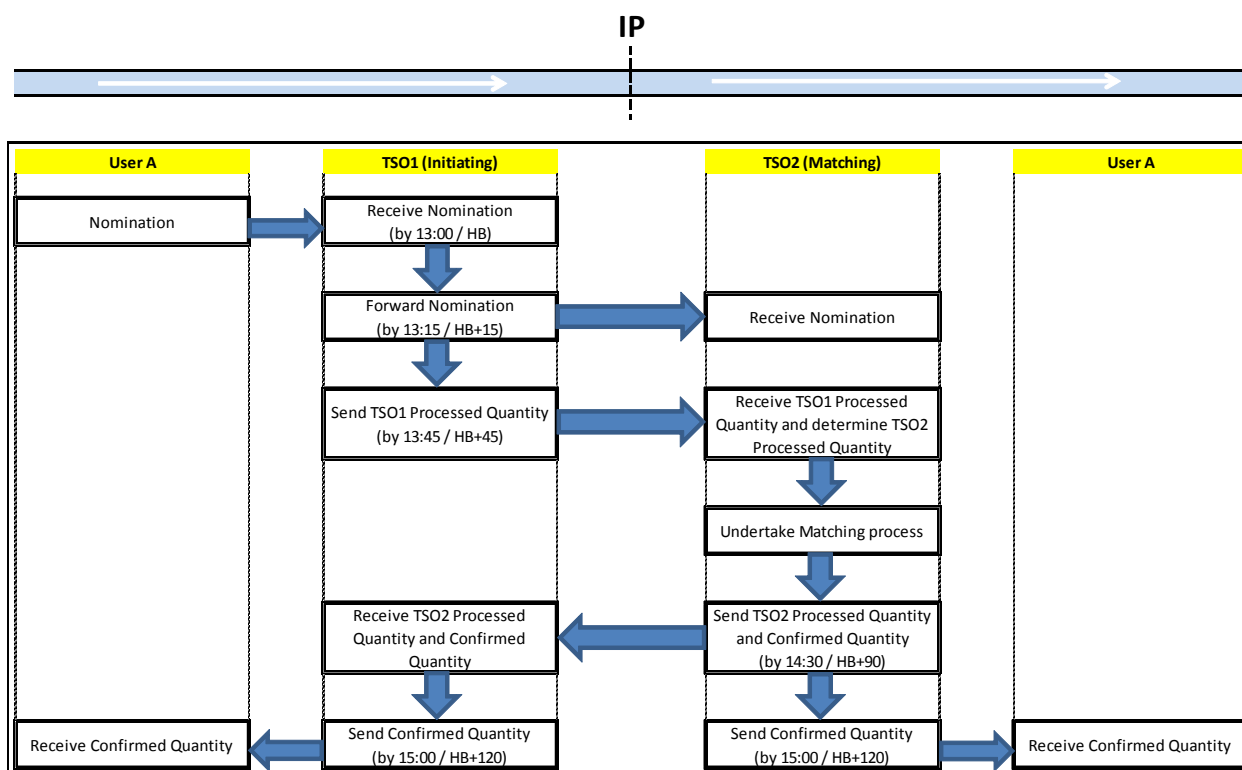 IP
User A
TSO1 (Initiating)
TSO2 (Matching)
User A
Nomination
Receive Nomination
(by 13:00 / HB)
Forward Nomination
(by 13:15 / HB+15)
Receive Nomination
Send TSO1 Processed Quantity
(by 13:45 / HB+45)
Receive TSO1 Processed
Quantity and determine TSO2
Processed Quantity
Undertake Matching process
Receive TSO2 Processed
Quantity and Confirmed
Quantity
Send TSO2 Processed Quantity
and Confirmed Quantity
(by 14:30 / HB+90)
Receive Confirmed Quantity
Send Confirmed Quantity
(by 15:00 / HB+120)
Send Confirmed Quantity
(by 15:00 / HB+120)
Receive Confirmed Quantity